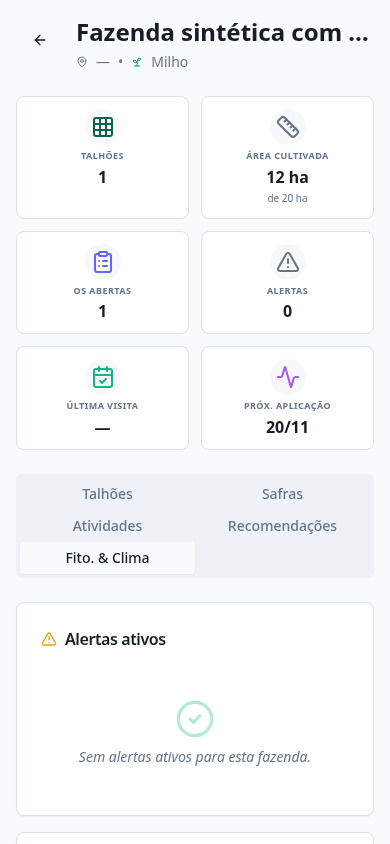 Fazenda sintética com ...
— • Milho
TALHÕES
1
ÁREA CULTIVADA
12 ha
de 20 ha
OS ABERTAS
1
ALERTAS
0
ÚLTIMA VISITA
—
PRÓX. APLICAÇÃO
20/11
Talhões
Safras
Atividades
Recomendações
Fito. & Clima
Alertas ativos
Sem alertas ativos para esta fazenda.